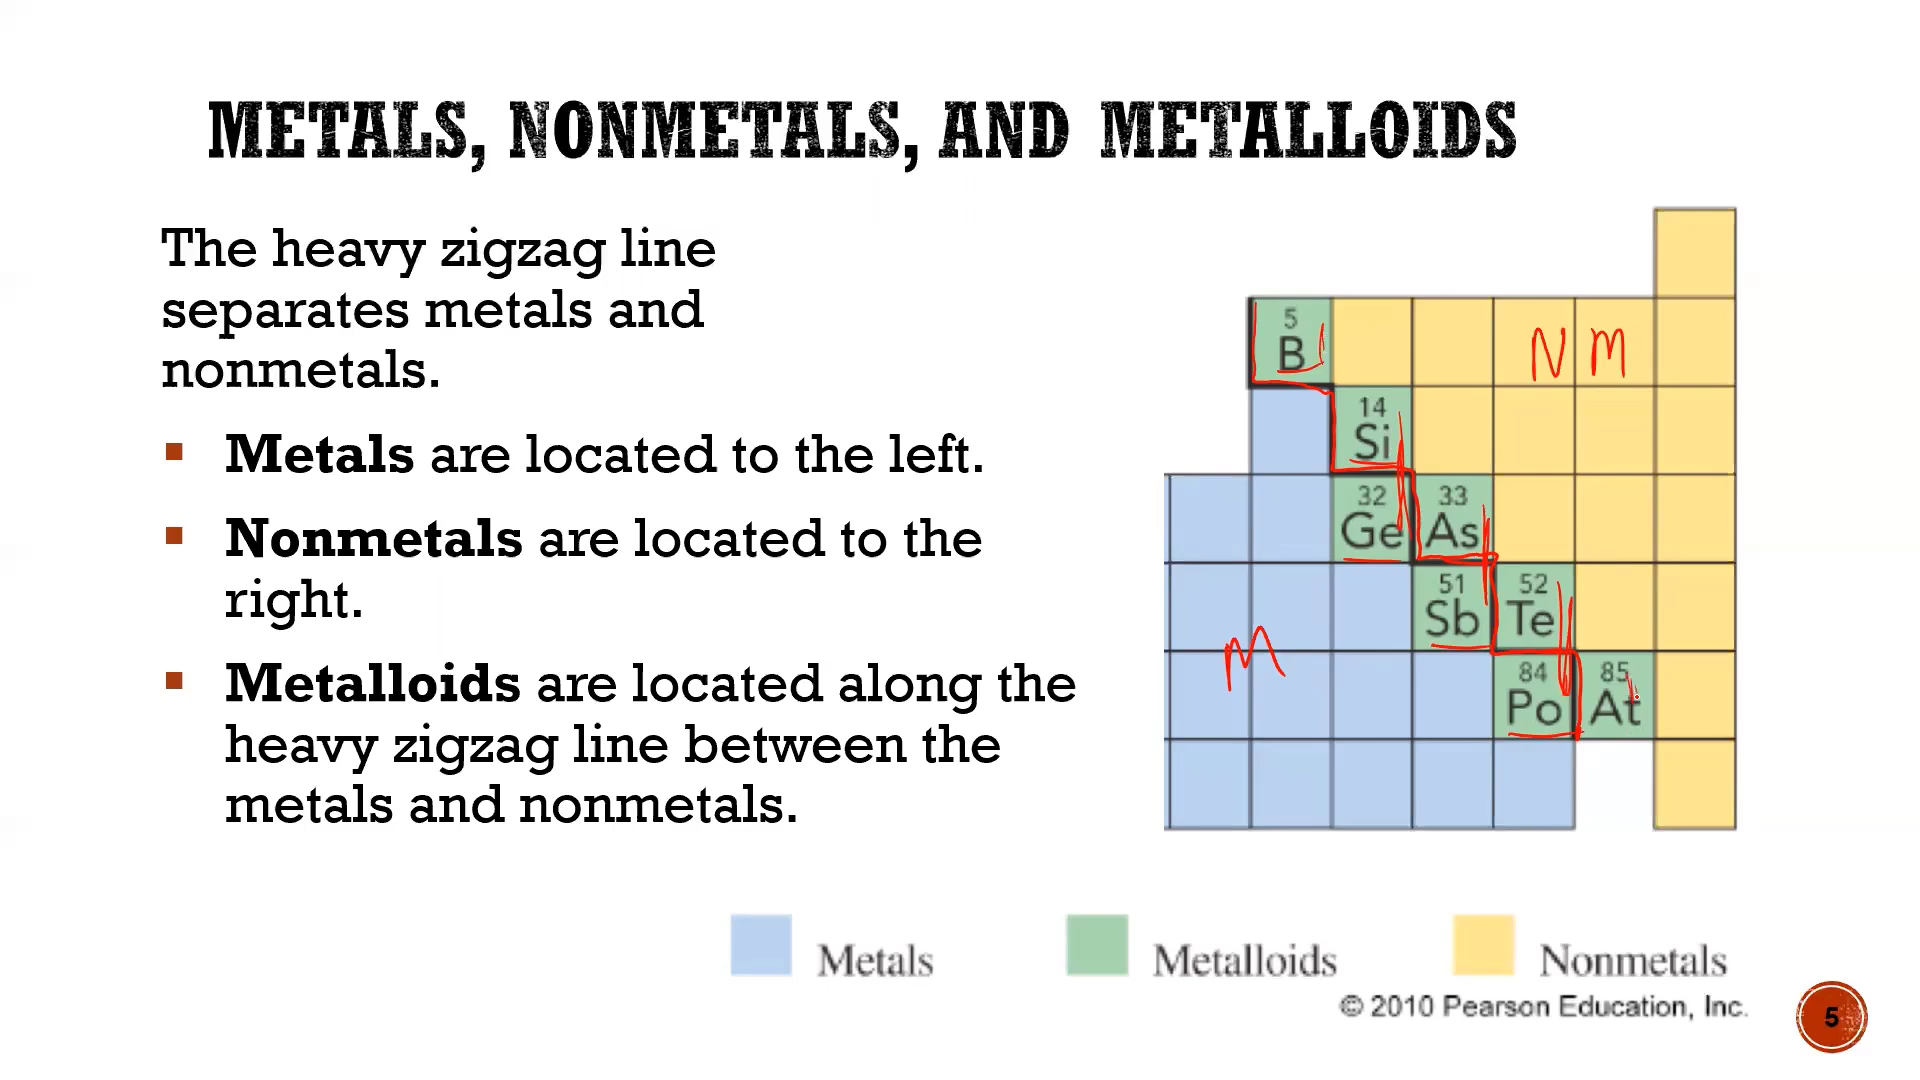 METALS, NONMETALS, AND METALLOIDS
The heavy zigzag line
separates metals and
nonmetals.
Metals are located to the left.
Nonmetals are located to the
right.
Metalloids are located along the
heavy zigzag line between the
metals and nonmetals.
5
B
N M
14
Si
32 33
Ge As
51 52
Sb Te
M
84 85
Po At
Metals Metalloids Nonmetals
© 2010 Pearson Education, Inc.
5